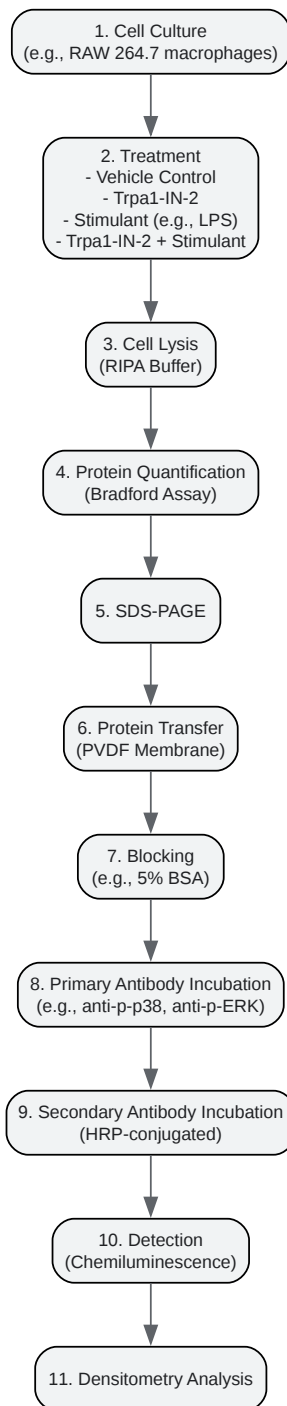 1. Cell Culture
(e.g., RAW 264.7 macrophages)
2. Treatment
- Vehicle Control
- Trpa1-IN-2
- Stimulant (e.g., LPS)
- Trpa1-IN-2 + Stimulant
3. Cell Lysis
(RIPA Buffer)
4. Protein Quantification
(Bradford Assay)
5. SDS-PAGE
6. Protein Transfer
(PVDF Membrane)
7. Blocking
(e.g., 5% BSA)
8. Primary Antibody Incubation
(e.g., anti-p-p38, anti-p-ERK)
9. Secondary Antibody Incubation
(HRP-conjugated)
10. Detection
(Chemiluminescence)
11. Densitometry Analysis